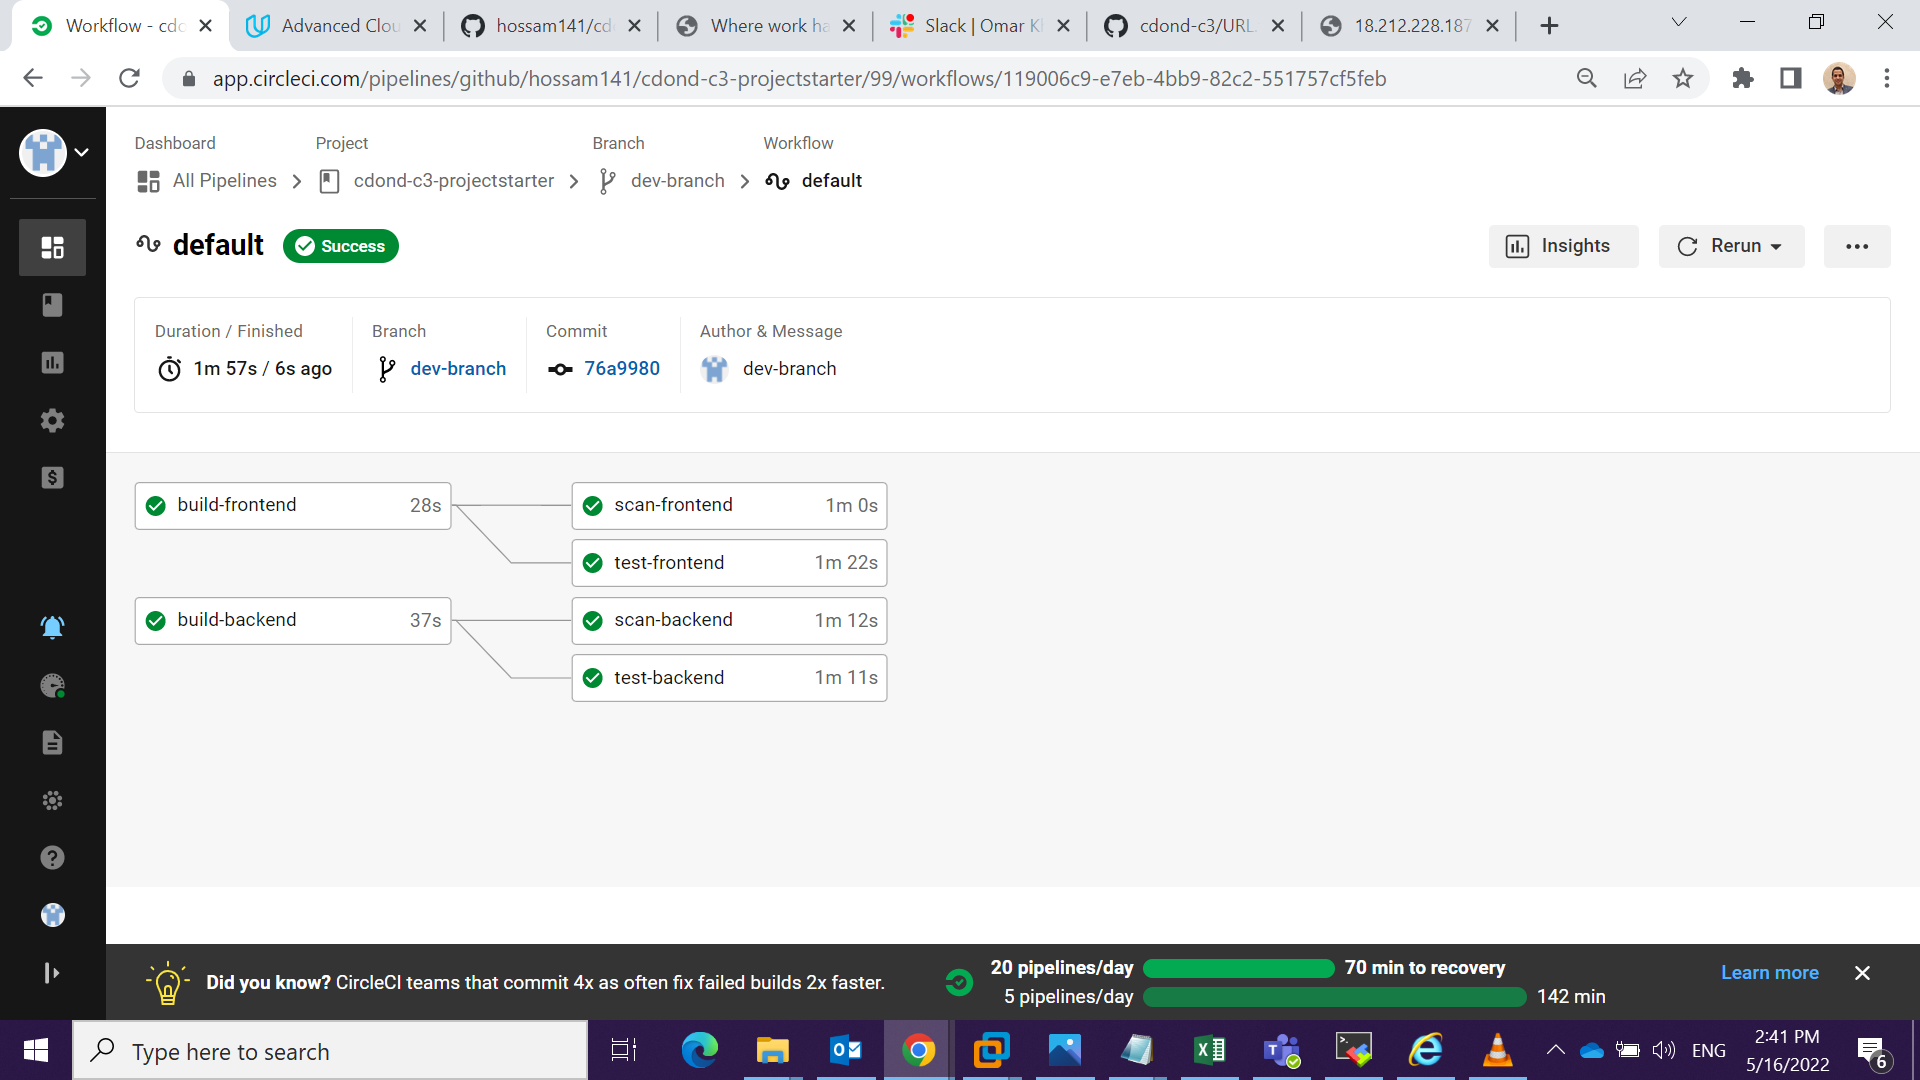 Workflow - cdo
Advanced Clou
hossam141/cd
Where work ha
Slack | Omar Kh
cdond-c3/URL.
18.212.228.187
app.circleci.com/pipelines/github/hossam141/cdond-c3-projectstarter/99/workflows/119006c9-e7eb-4bb9-82c2-551757cf5feb
Dashboard Project Branch Workflow
All Pipelines cdond-c3-projectstarter dev-branch default
default Success
Insights Rerun
Duration / Finished Branch Commit Author & Message
1m 57s / 6s ago dev-branch 76a9980 dev-branch
build-frontend 28s
scan-frontend 1m 0s
test-frontend 1m 22s
build-backend 37s
scan-backend 1m 12s
test-backend 1m 11s
Did you know? CircleCI teams that commit 4x as often fix failed builds 2x faster.
20 pipelines/day 70 min to recovery
5 pipelines/day 142 min
Learn more
Type here to search
ENG
2:41 PM
5/16/2022
6